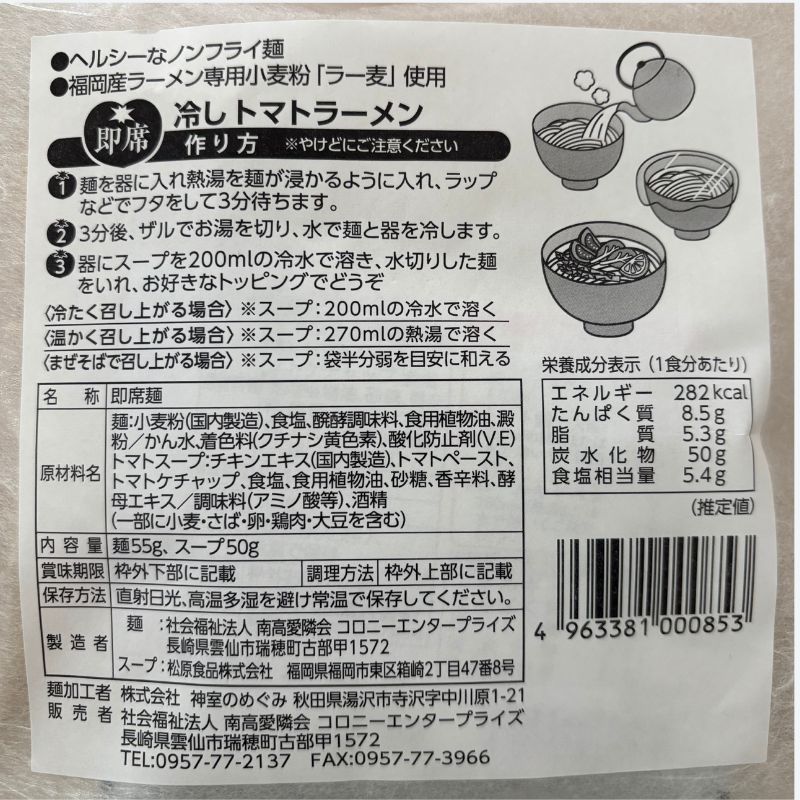 ●ヘルシーなノンフライ麺
●福岡産ラーメン専用小麦粉「ラー麦」使用
即席
冷しトマトラーメン
作り方 ※やけどにご注意ください
1 麺を器に入れ熱湯を麺が浸かるように入れ、ラップ
などでフタをして3分待ちます。
2 3分後、ザルでお湯を切り、水で麺と器を冷します。
3 器にスープを200mlの冷水で溶き、水切りした麺
をいれ、お好きなトッピングでどうぞ
〈冷たく召し上がる場合〉※スープ:200mlの冷水で溶く
〈温かく召し上がる場合〉※スープ:270mlの熱湯で溶く
〈まぜそばで召し上がる場合〉※スープ:袋半分弱を目安に和える
名称 即席麺
原材料名
麺:小麦粉(国内製造)、食塩、醗酵調味料、食用植物油、澱
粉/かん水、着色料(クチナシ黄色素)、酸化防止剤(V.E)
トマトスープ:チキンエキス(国内製造)、トマトペースト、
トマトケチャップ、食塩、食用植物油、砂糖、香辛料、酵
母エキス/調味料(アミノ酸等)、酒精
(一部に小麦・さば・卵・鶏肉・大豆を含む)
内容量 麺55g、スープ50g
賞味期限 枠外下部に記載 調理方法 枠外上部に記載
保存方法 直射日光、高温多湿を避け常温で保存してください。
製造者
麺 :社会福祉法人 南高愛隣会 コロニーエンタープライズ
長崎県雲仙市瑞穂町古部甲1572
スープ:松原食品株式会社 福岡県福岡市東区箱崎2丁目47番8号
麺加工者 株式会社 神室のめぐみ 秋田県湯沢市寺沢字中川原1-21
販売者 社会福祉法人 南高愛隣会 コロニーエンタープライズ
長崎県雲仙市瑞穂町古部甲1572
TEL:0957-77-2137 FAX:0957-77-3966
栄養成分表示(1食分あたり)
エネルギー 282kcal
たんぱく質 8.5g
脂質 5.3g
炭水化物 50g
食塩相当量 5.4g
(推定値)
4 963381 000853